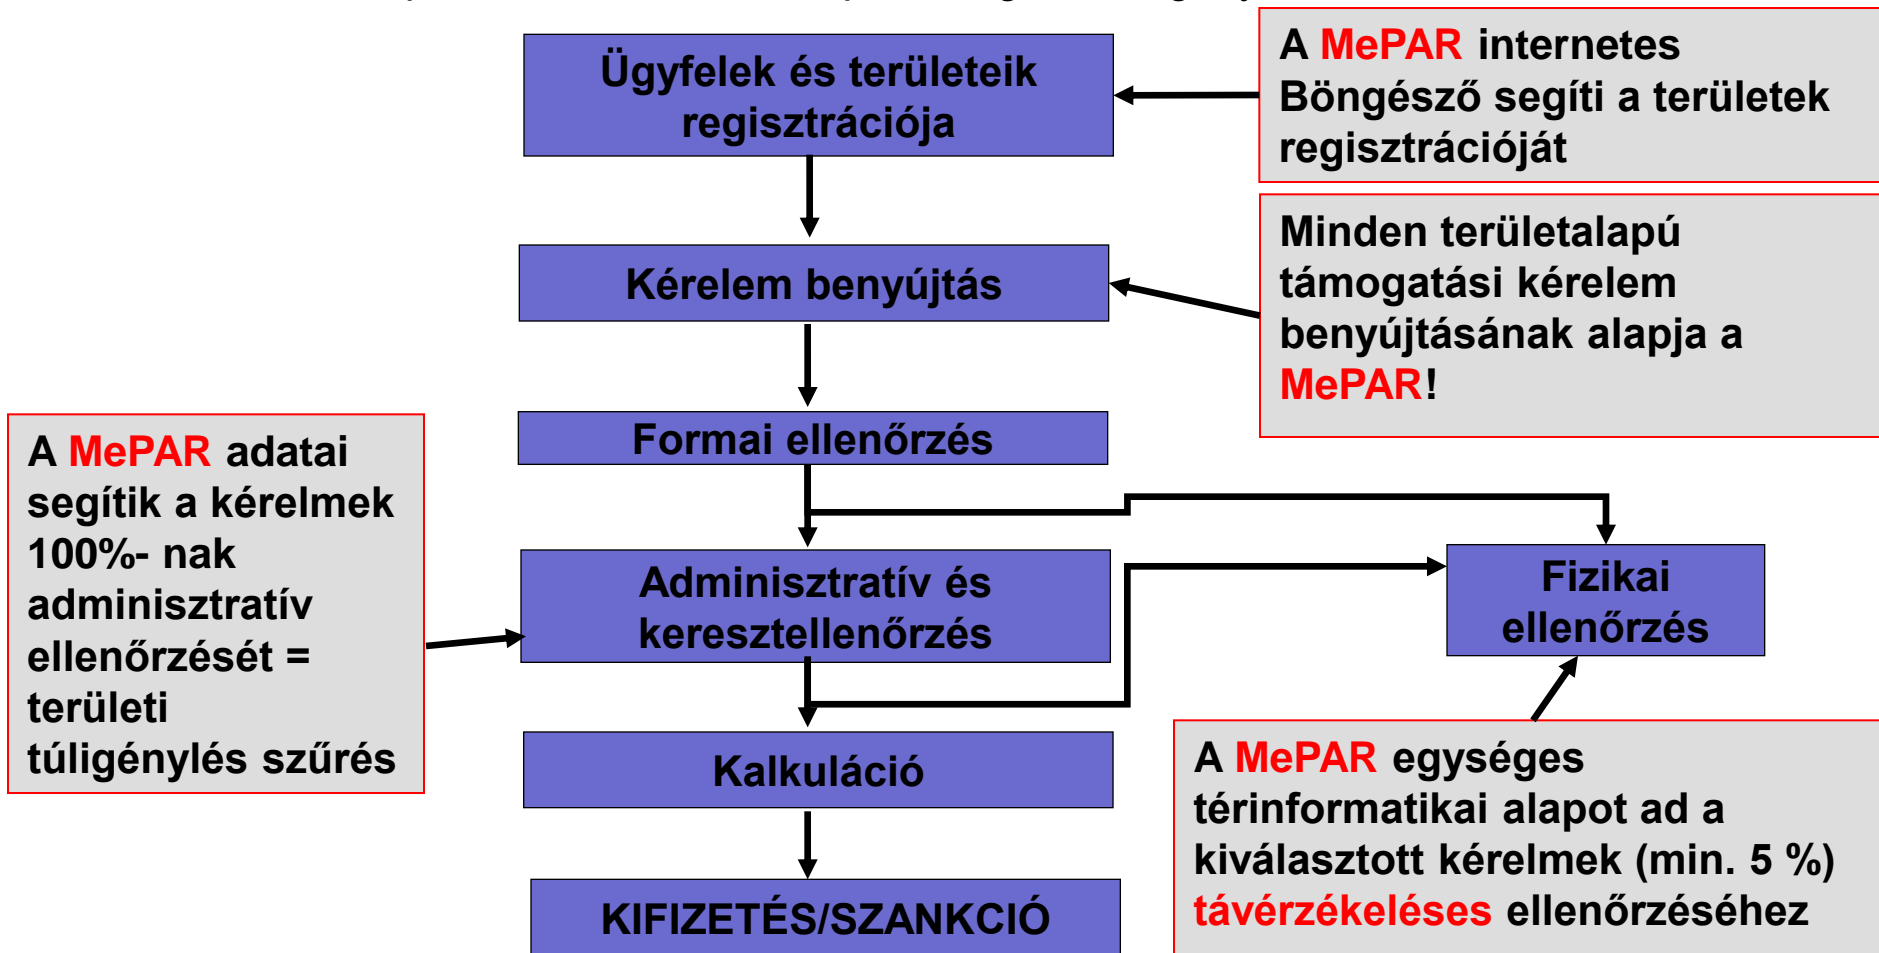 Ügyfelek és területeik
regisztrációja
A MePAR internetes
Böngésző segíti a területek
regisztrációját
Kérelem benyújtás
Minden területalapú
támogatási kérelem
benyújtásának alapja a
MePAR!
Formai ellenőrzés
A MePAR adatai
segítik a kérelmek
100%- nak
adminisztratív
ellenőrzését =
területi
túligénylés szűrés
Adminisztratív és
keresztellenőrzés
Fizikai
ellenőrzés
Kalkuláció
A MePAR egységes
térinformatikai alapot ad a
kiválasztott kérelmek (min. 5 %)
távérzékeléses ellenőrzéséhez
KIFIZETÉS/SZANKCIÓ